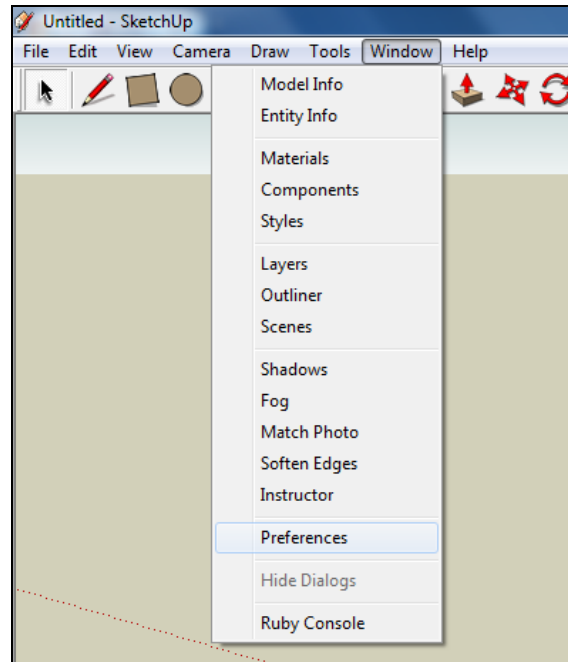 Untitled - SketchUp
File Edit View Camera Draw Tools Window Help
Model Info
Entity Info
Materials
Components
Styles
Layers
Outliner
Scenes
Shadows
Fog
Match Photo
Soften Edges
Instructor
Preferences
Hide Dialogs
Ruby Console